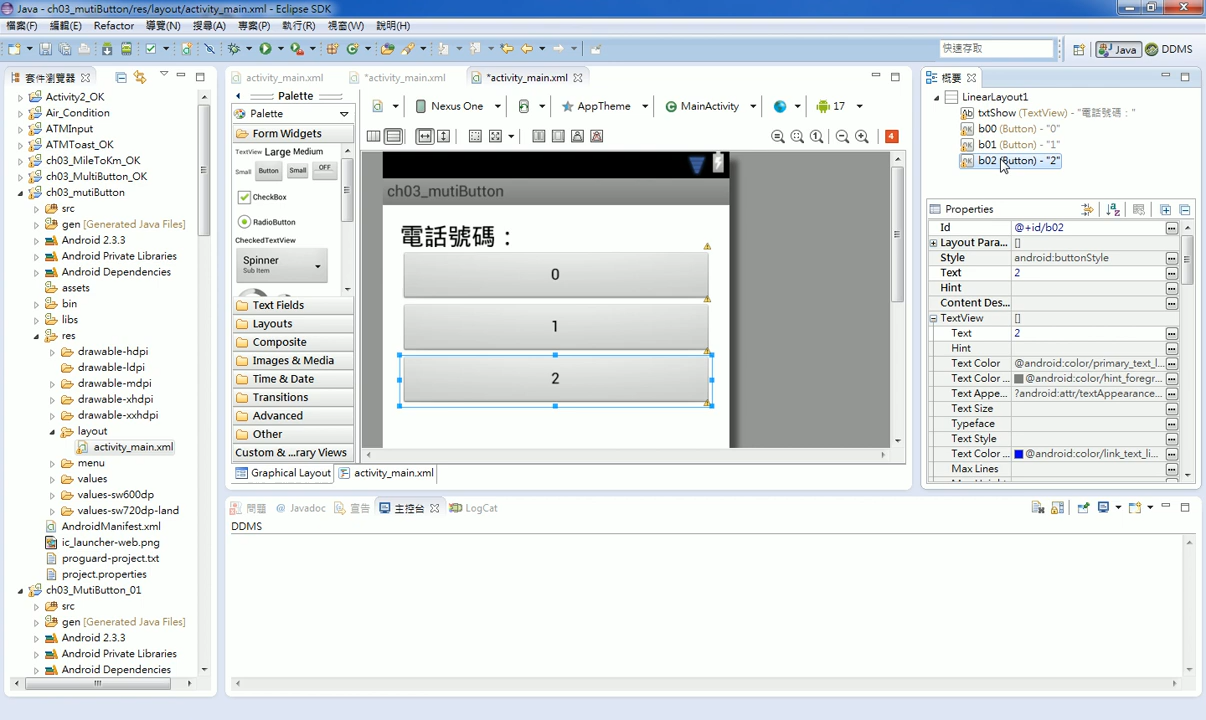 Java - ch03_mutiButton/res/layout/activity_main.xml - Eclipse SDK
檔案(F) 編輯(E) Refactor 導覽(N) 搜尋(A) 專案(P) 執行(R) 視窗(W) 說明(H)
快速存取
Java DDMS
套件瀏覽器
Activity2_OK
Air_Condition
ATMInput
ATMToast_OK
ch03_MileToKm_OK
ch03_MultiButton_OK
ch03_mutiButton
src
gen [Generated Java Files]
Android 2.3.3
Android Private Libraries
Android Dependencies
assets
bin
libs
res
drawable-hdpi
drawable-ldpi
drawable-mdpi
drawable-xhdpi
drawable-xxhdpi
layout
activity_main.xml
menu
values
values-sw600dp
values-sw720dp-land
AndroidManifest.xml
ic_launcher-web.png
proguard-project.txt
project.properties
ch03_MutiButton_01
src
gen [Generated Java Files]
Android 2.3.3
Android Private Libraries
Android Dependencies
activity_main.xml *activity_main.xml *activity_main.xml
Palette
Palette
Form Widgets
TextView Large Medium
Small Button Small OFF
CheckBox
RadioButton
CheckedTextView
Spinner
Sub Item
Text Fields
Layouts
Composite
Images & Media
Time & Date
Transitions
Advanced
Other
Custom & ...rary Views
Nexus One AppTheme MainActivity 17
4
ch03_mutiButton
電話號碼：
0
1
2
Graphical Layout activity_main.xml
概要
LinearLayout1
txtShow (TextView) - "電話號碼："
b00 (Button) - "0"
b01 (Button) - "1"
b02 (Button) - "2"
Properties
Id @+id/b02
Layout Para... []
Style android:buttonStyle
Text 2
Hint
Content Des...
TextView []
Text 2
Hint
Text Color @android:color/primary_text_l...
Text Color ... @android:color/hint_foregr...
Text Appe... ?android:attr/textAppearance...
Text Size
Typeface
Text Style
Text Color ... @android:color/link_text_li...
Max Lines
問題 Javadoc 宣告 主控台 LogCat
DDMS